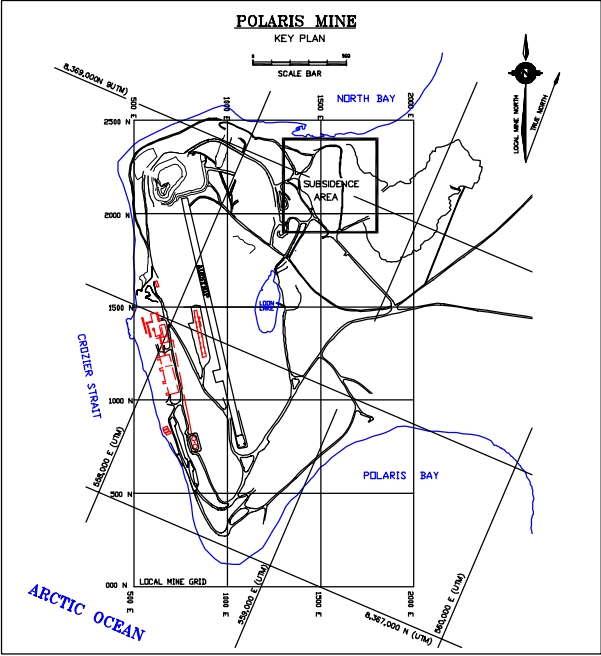 POLARIS MINE
KEY PLAN
0
500
SCALE BAR
8,369,000N (UTM)
500 E
1000 E
1500 E
2000 E
NORTH BAY
LOCAL MINE NORTH
TRUE NORTH
N
2500 N
SUBSIDENCE
AREA
2000 N
AIRSTRIP
LOON
LAKE
1500 N
CROZIER STRAIT
1000 N
558,000 E (UTM)
POLARIS BAY
500 N
000 N
LOCAL MINE GRID
ARCTIC OCEAN
500 E
1000 E
559,000 E (UTM)
1500 E
8,367,000 N (UTM)
2000 E
560,000 E (UTM)